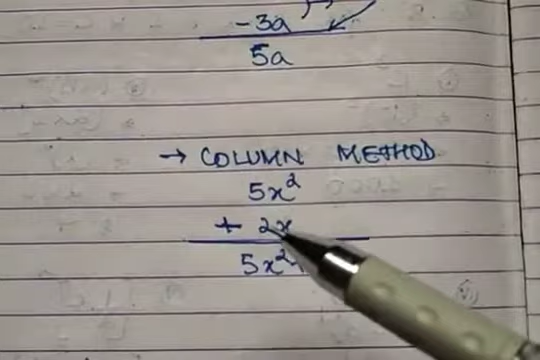 -3a
5a
→ COLUMN METHOD
5x²
+ 2x
5x²